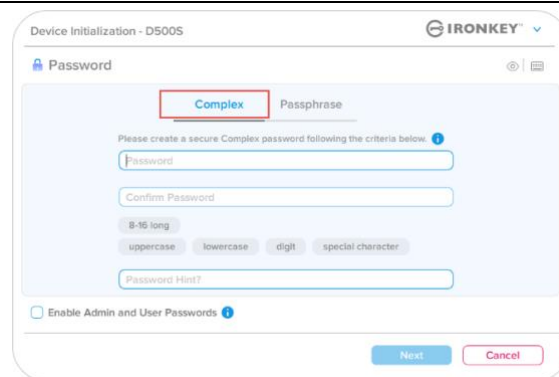 Device Initialization - D500S IRONKEY™
Password
Complex Passphrase
Please create a secure Complex password following the criteria below.
Password
Confirm Password
8-16 long
uppercase lowercase digit special character
Password Hint?
Enable Admin and User Passwords
Next Cancel